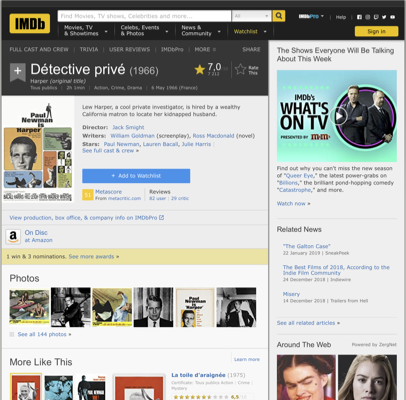 IMDb
Find Movies, TV shows, Celebrities and more...
All
IMDbPro
Help
Movies, TV & Showtimes
Celebs, Events & Photos
News & Community
Watchlist
Sign in
FULL CAST AND CREW | TRIVIA | USER REVIEWS | IMDbPro | MORE
SHARE
Détective privé (1966)
Harper (original title)
Tous publics | 2h 1min | Action, Crime, Drama | 6 May 1966 (France)
7,0
Rate This
Paul Newman is Harper
Lew Harper, a cool private investigator, is hired by a wealthy
California matron to locate her kidnapped husband.
Director: Jack Smight
Writers: William Goldman (screenplay), Ross Macdonald (novel)
Stars: Paul Newman, Lauren Bacall, Julie Harris
See full cast & crew »
+ Add to Watchlist
Metascore
From metacritic.com
Reviews
82 user | 29 critic
View production, box office, & company info on IMDbPro
a
On Disc
at Amazon
1 win & 3 nominations. See more awards »
Photos
See all 144 photos »
More Like This
Learn more
La toile d'araignée (1975)
The Shows Everyone Will Be Talking
About This Week
IMDb's
WHAT'S
ON TV
PRESENTED BY
Find out why you can't miss the new season
of "Queer Eye," the latest power-grabs on
"Billions," the brilliant pond-hopping comedy
"Catastrophe," and more.
Watch now »
Related News
"The Galton Case"
22 January 2019 | SneakPeek
The Best Films of 2018, According to
the Indie Film Community
24 December 2018 | Indiewire
Misery
14 December 2018 | Trailers from Hell
See all related articles »
Around The Web
Powered by ZergNet